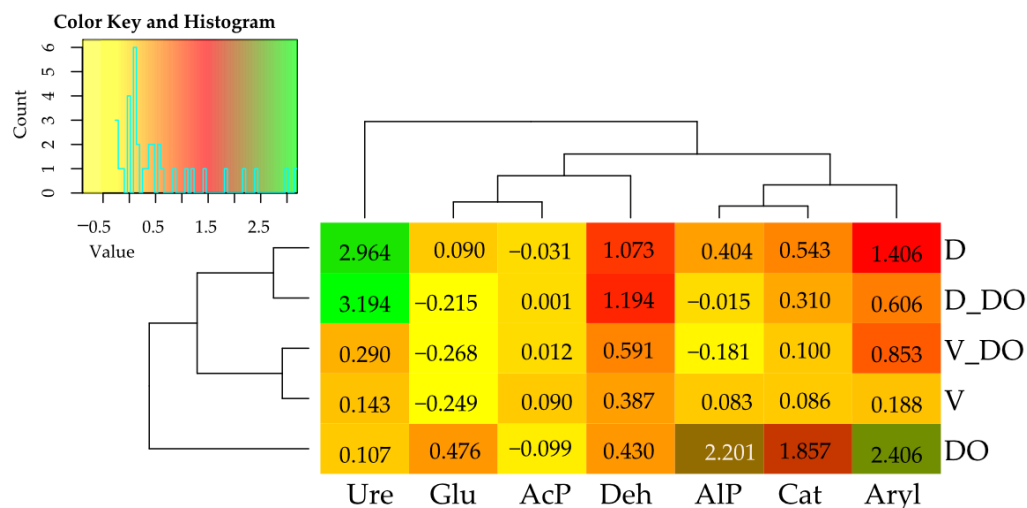 Color Key and Histogram
Count
6
5
4
3
2
1
0
−0.5 0.5 1.5 2.5
Value
2.964 0.090 −0.031 1.073 0.404 0.543 1.406 D
3.194 −0.215 0.001 1.194 −0.015 0.310 0.606 D_DO
0.290 −0.268 0.012 0.591 −0.181 0.100 0.853 V_DO
0.143 −0.249 0.090 0.387 0.083 0.086 0.188 V
0.107 0.476 −0.099 0.430 2.201 1.857 2.406 DO
Ure Glu AcP Deh AlP Cat Aryl